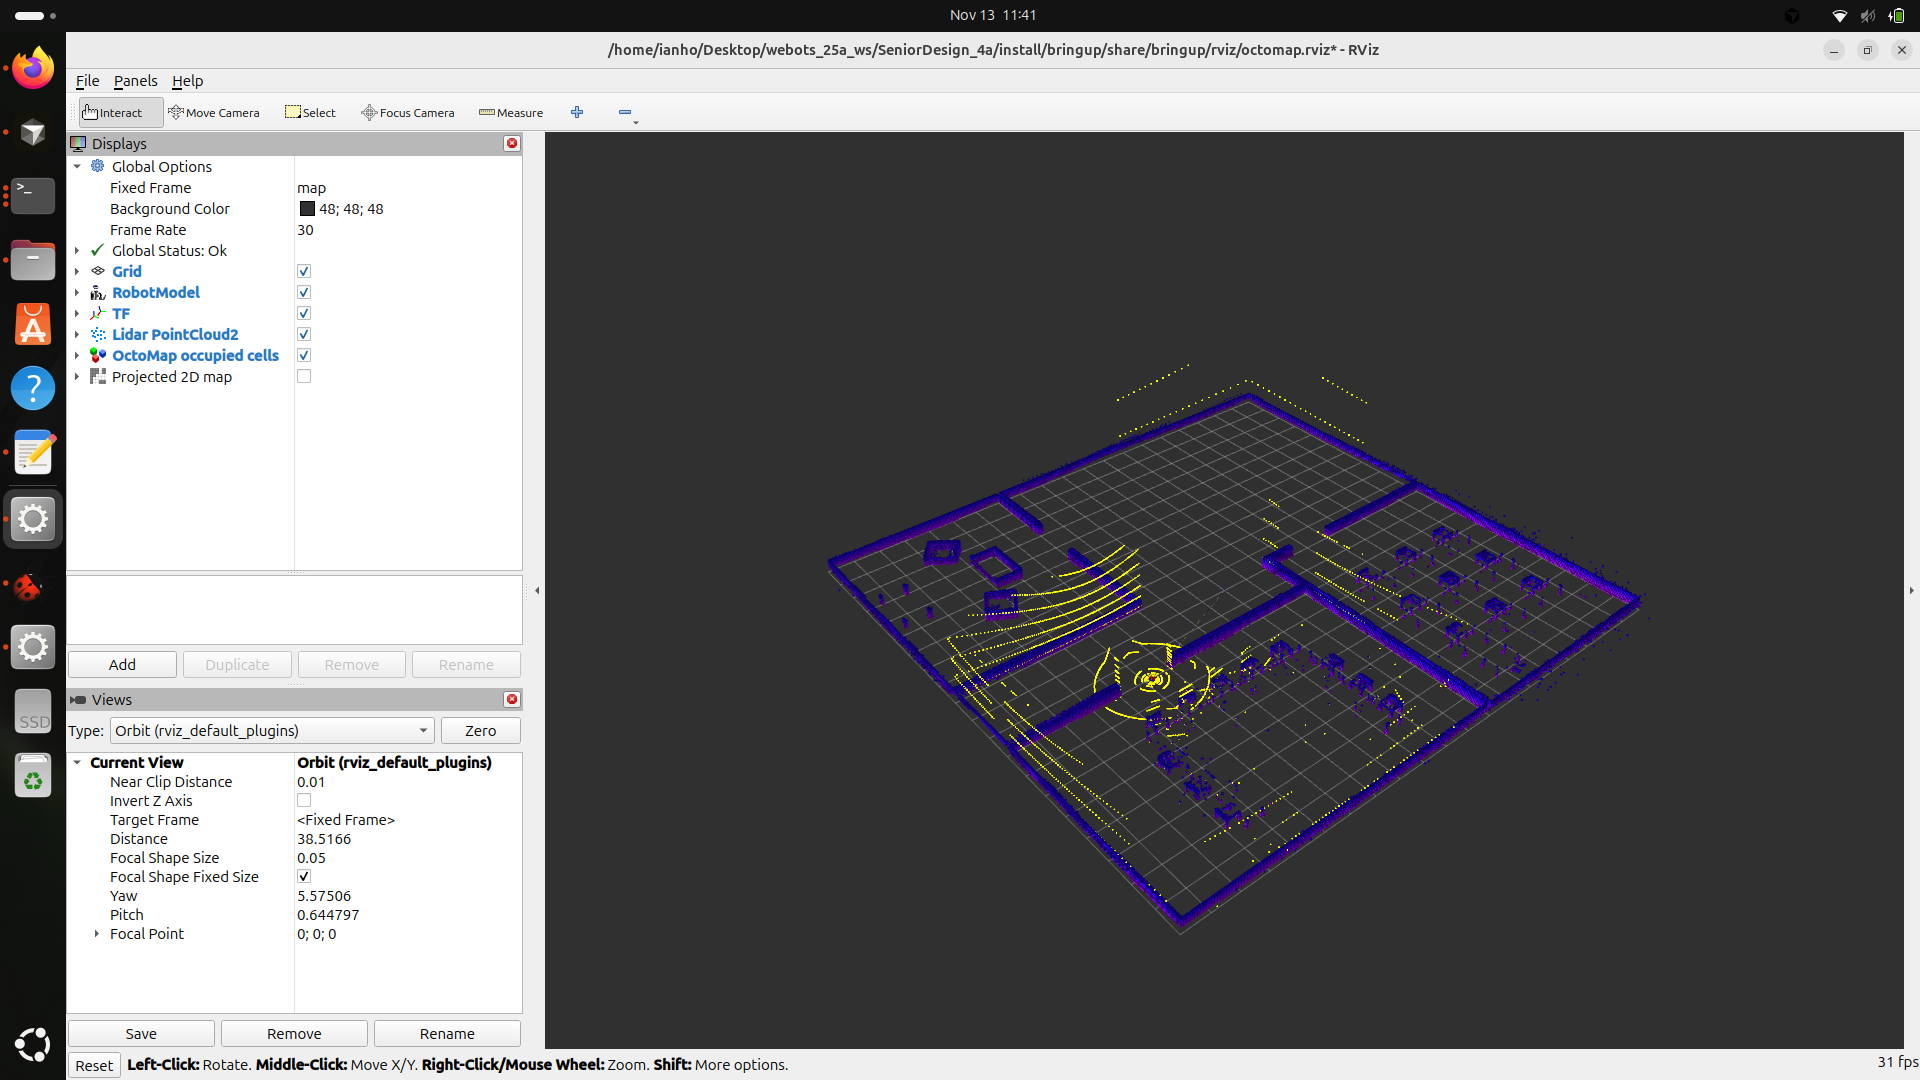 Nov 13 11:41
/home/ianho/Desktop/webots_25a_ws/SeniorDesign_4a/install/bringup/share/bringup/rviz/octomap.rviz* - RViz
File Panels Help
Interact Move Camera Select Focus Camera Measure
Displays
Global Options
Fixed Frame map
Background Color 48; 48; 48
Frame Rate 30
Global Status: Ok
Grid
RobotModel
TF
Lidar PointCloud2
OctoMap occupied cells
Projected 2D map
Add Duplicate Remove Rename
Views
Type: Orbit (rviz_default_plugins) Zero
Current View Orbit (rviz_default_plugins)
Near Clip Distance 0.01
Invert Z Axis
Target Frame <Fixed Frame>
Distance 38.5166
Focal Shape Size 0.05
Focal Shape Fixed Size
Yaw 5.57506
Pitch 0.644797
Focal Point 0; 0; 0
SSD
Save Remove Rename
Reset Left-Click: Rotate. Middle-Click: Move X/Y. Right-Click/Mouse Wheel: Zoom. Shift: More options. 31 fps